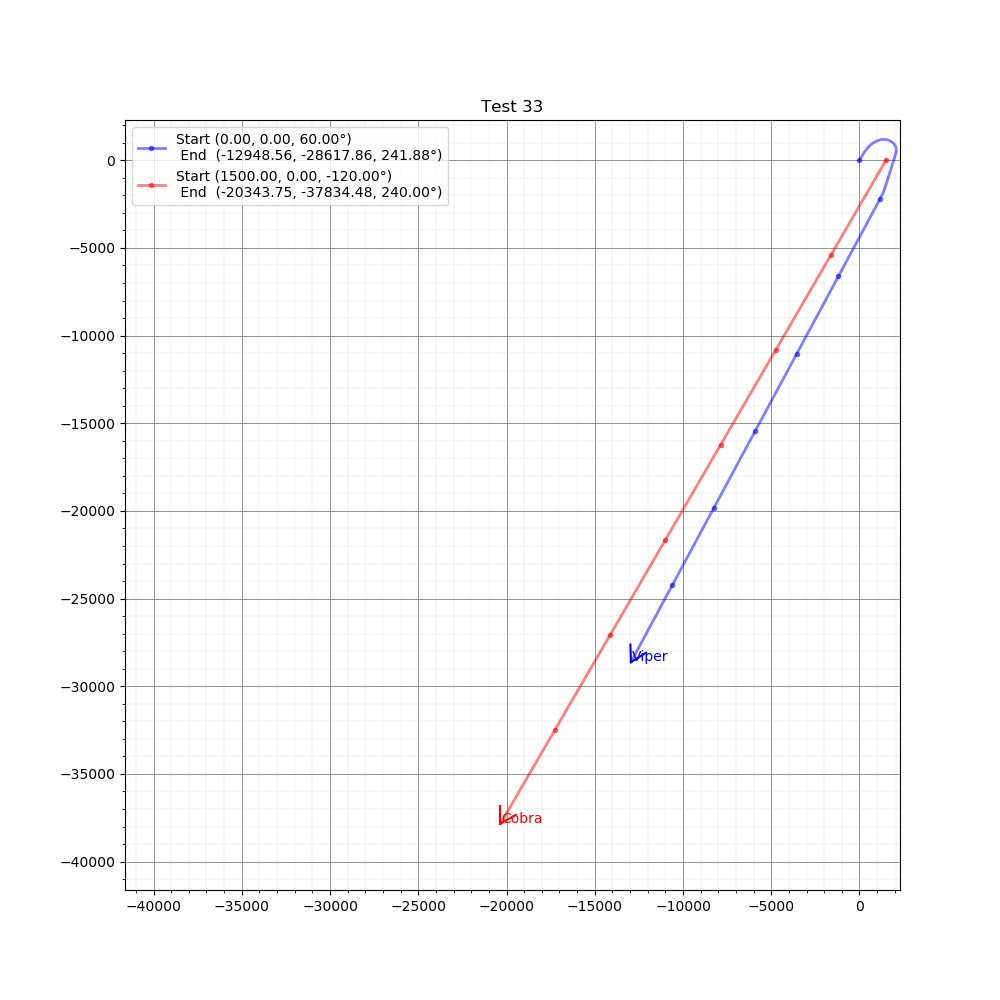 Test 33
Start (0.00, 0.00, 60.00°)
End  (-12948.56, -28617.86, 241.88°)
Start (1500.00, 0.00, -120.00°)
End  (-20343.75, -37834.48, 240.00°)
0
−5000
−10000
−15000
−20000
−25000
−30000
−35000
−40000
Viper
Cobra
−40000 −35000 −30000 −25000 −20000 −15000 −10000 −5000 0